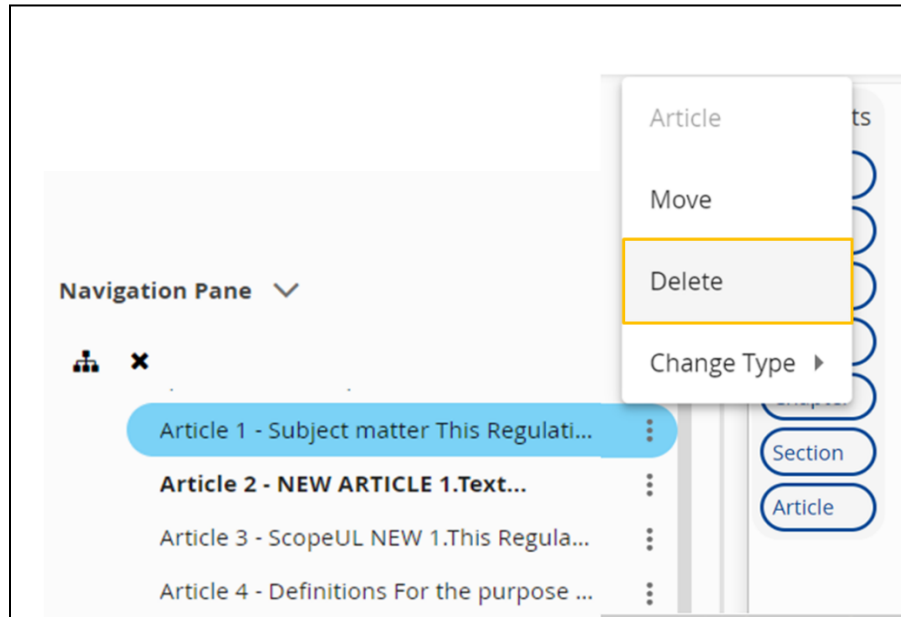 Article
ts
Move
Delete
Navigation Pane
Change Type
Article 1 - Subject matter This Regulati...
Section
Article 2 - NEW ARTICLE 1.Text...
Article
Article 3 - ScopeUL NEW 1.This Regula...
Article 4 - Definitions For the purpose ...